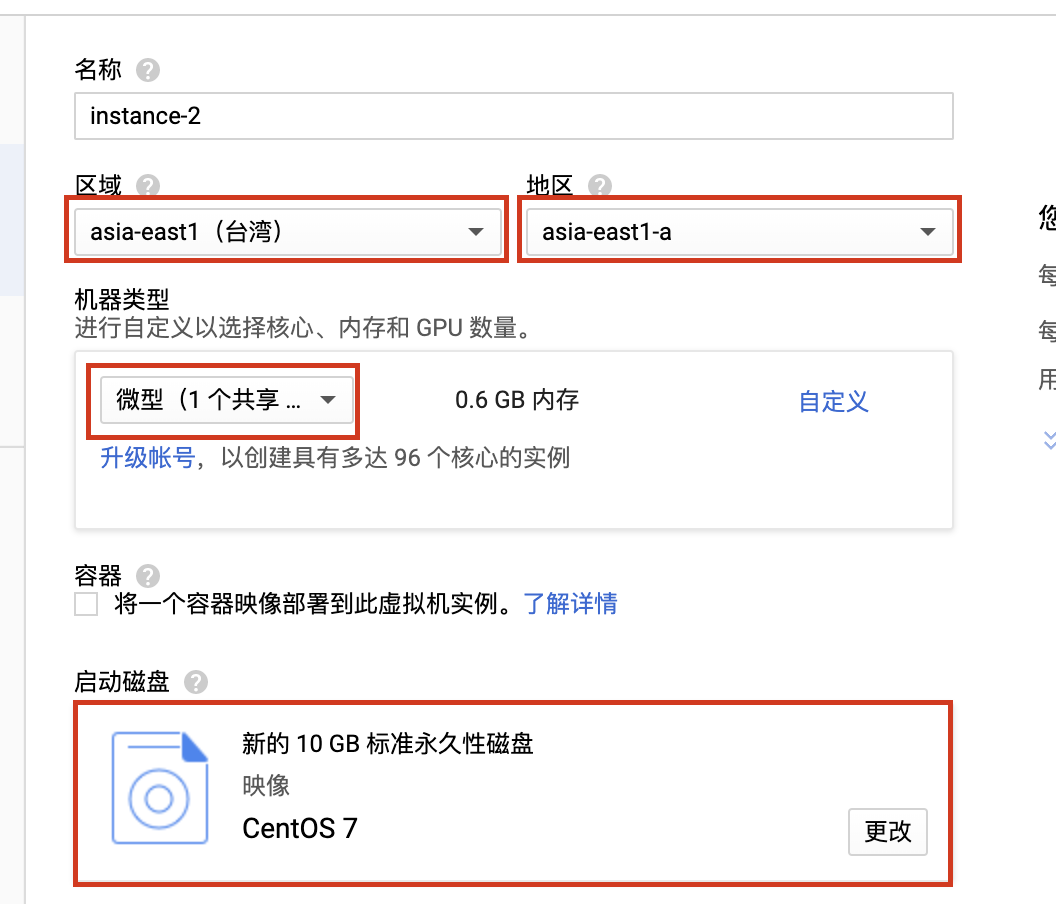 名称 ?
instance-2
区域 ? 地区 ?
asia-east1（台湾） asia-east1-a
机器类型
进行自定义以选择核心、内存和 GPU 数量。
微型（1 个共享 ... 0.6 GB 内存 自定义
升级帐号，以创建具有多达 96 个核心的实例
容器 ?
将一个容器映像部署到此虚拟机实例。了解详情
启动磁盘 ?
新的 10 GB 标准永久性磁盘
映像
CentOS 7
更改
您
每
每
用